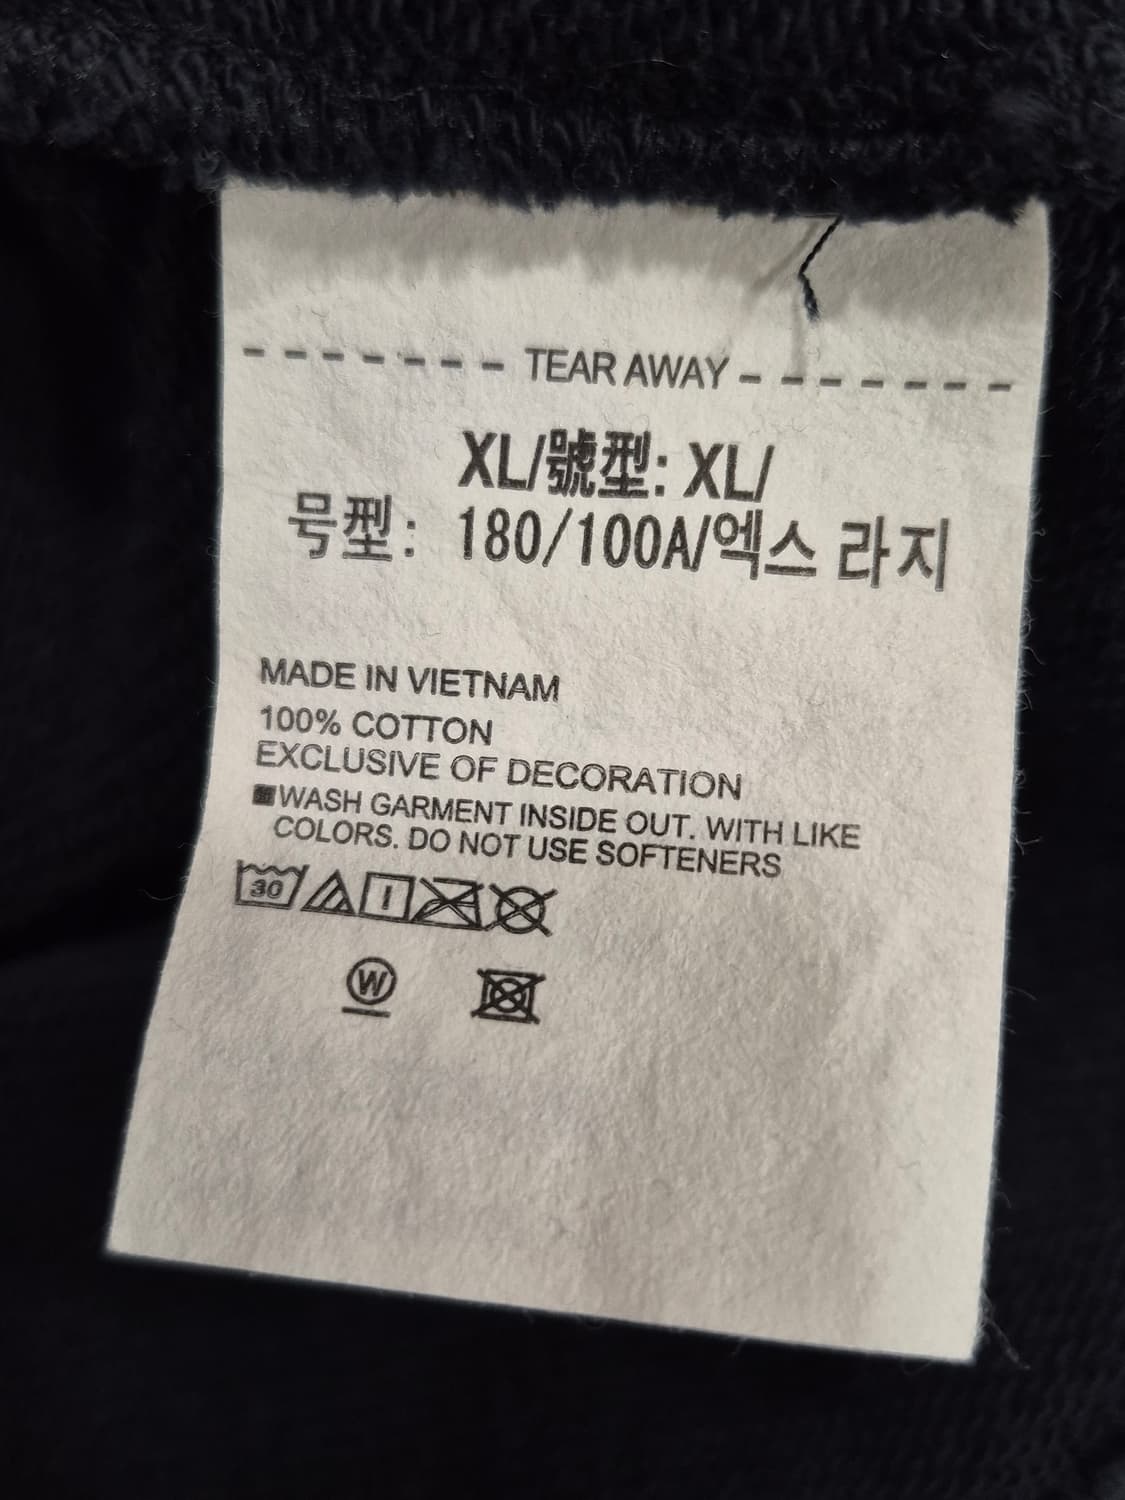 TEAR AWAY
XL/號型: XL/
号型: 180/100A/엑스 라지
MADE IN VIETNAM
100% COTTON
EXCLUSIVE OF DECORATION
■WASH GARMENT INSIDE OUT. WITH LIKE
COLORS. DO NOT USE SOFTENERS
30
W